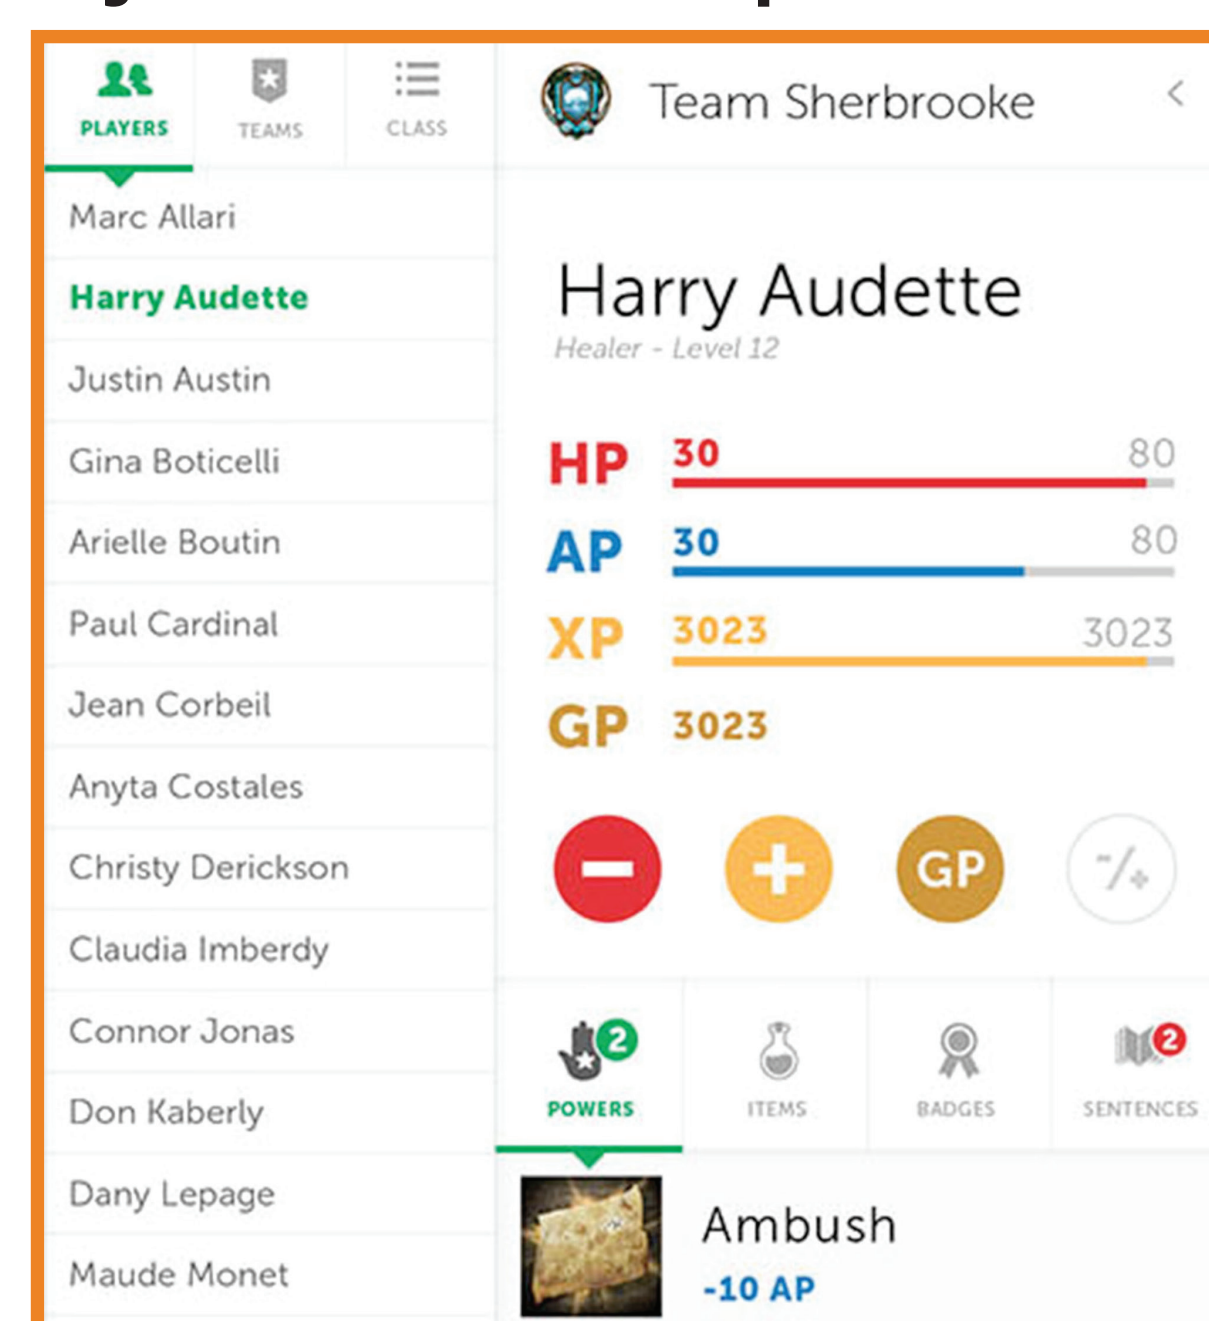 PLAYERS
TEAMS
CLASS
Marc Allari
Harry Audette
Justin Austin
Gina Boticelli
Arielle Boutin
Paul Cardinal
Jean Corbeil
Anyta Costales
Christy Derickson
Claudia Imberdy
Connor Jonas
Don Kaberly
Dany Lepage
Maude Monet
Team Sherbrooke
<
Harry Audette
Healer - Level 12
HP 30 80
AP 30 80
XP 3023 3023
GP 3023
- + GP -/+
2 2
POWERS ITEMS BADGES SENTENCES
Ambush
-10 AP